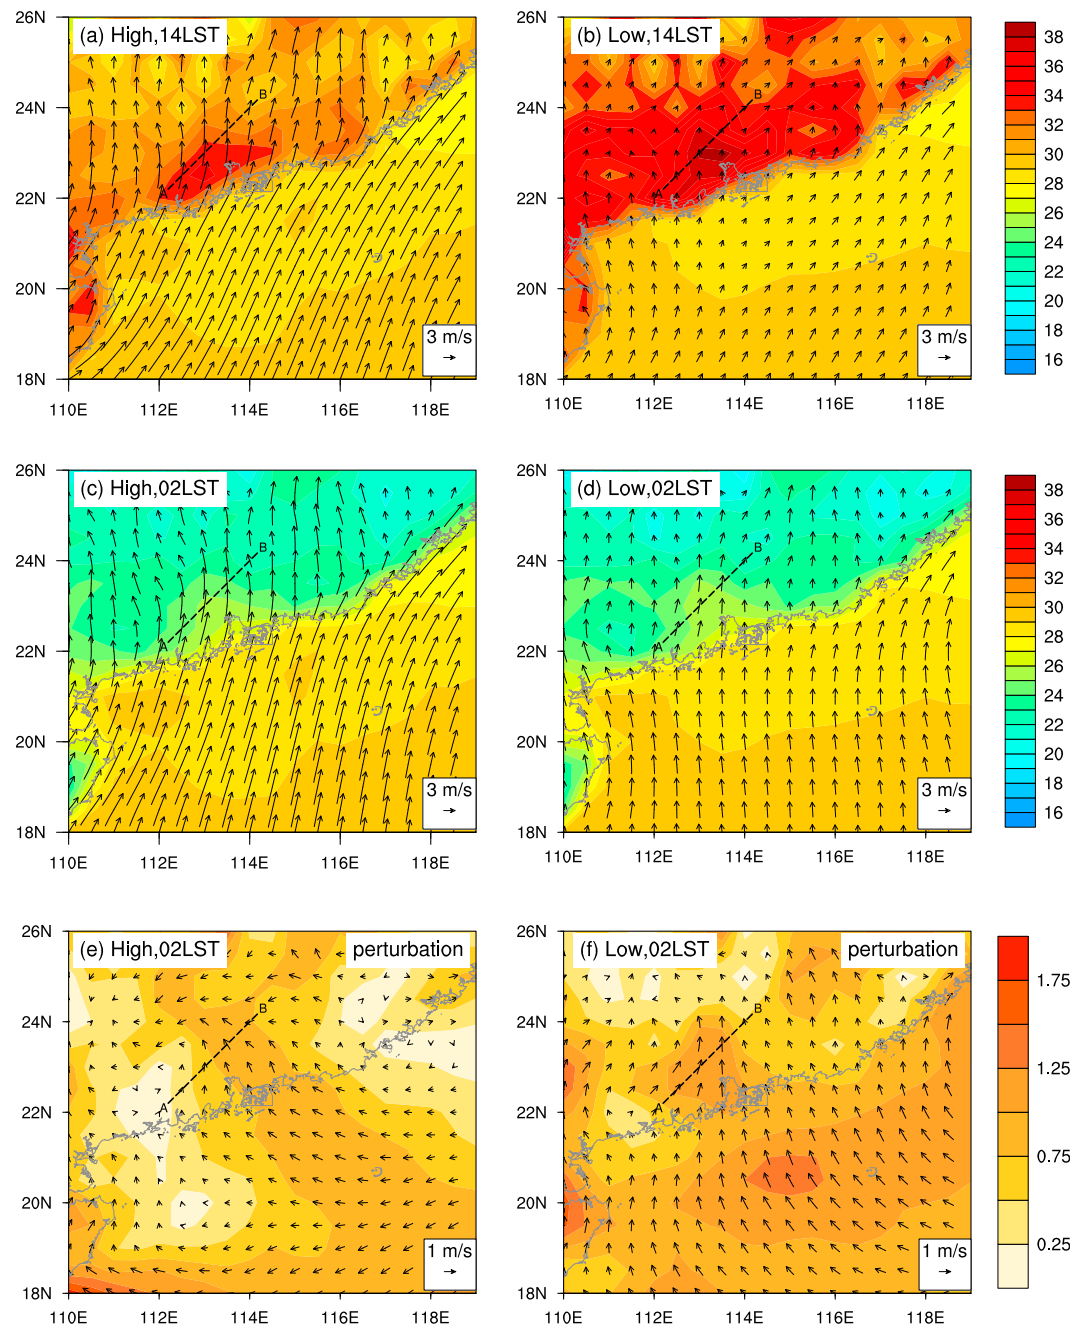 (a) High,14LST
26N
24N
22N
20N
18N
110E 112E 114E 116E 118E
A
B
3 m/s
(b) Low,14LST
26N
24N
22N
20N
18N
110E 112E 114E 116E 118E
A
B
3 m/s
38
36
34
32
30
28
26
24
22
20
18
16
(c) High,02LST
26N
24N
22N
20N
18N
110E 112E 114E 116E 118E
A
B
3 m/s
(d) Low,02LST
26N
24N
22N
20N
18N
110E 112E 114E 116E 118E
A
B
3 m/s
38
36
34
32
30
28
26
24
22
20
18
16
(e) High,02LST perturbation
26N
24N
22N
20N
18N
110E 112E 114E 116E 118E
A
B
1 m/s
(f) Low,02LST perturbation
26N
24N
22N
20N
18N
110E 112E 114E 116E 118E
A
B
1 m/s
1.75
1.25
0.75
0.25